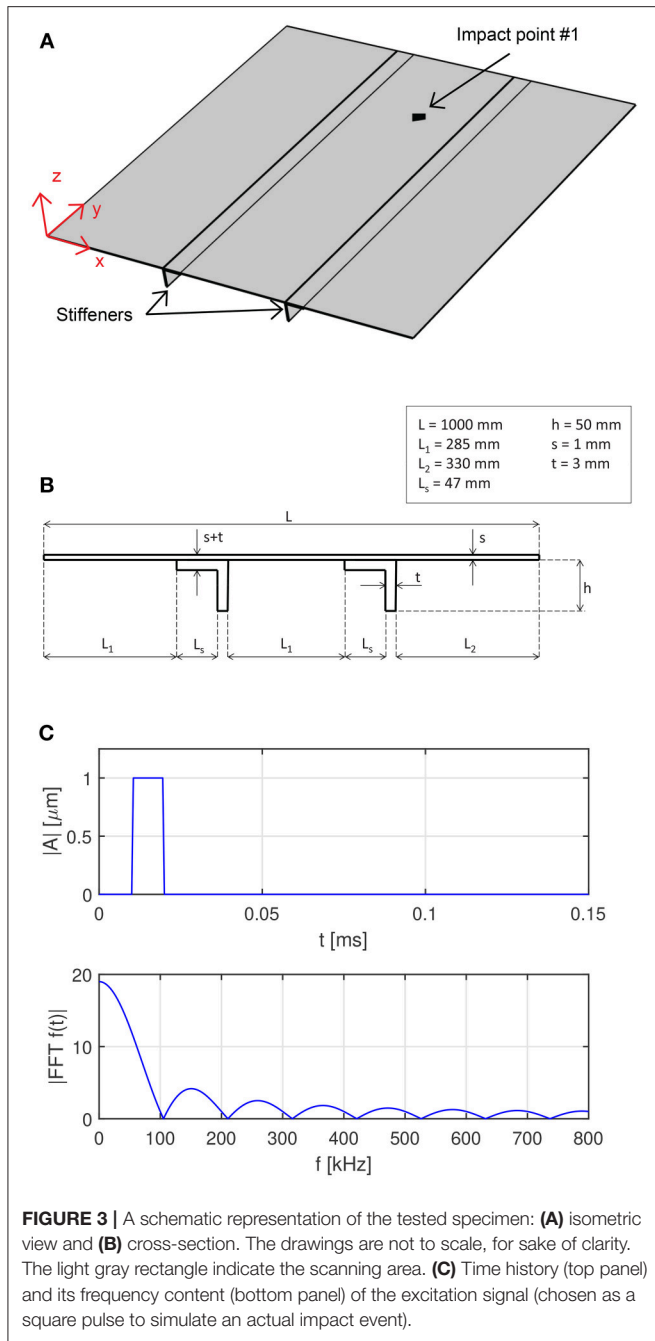 A
Impact point #1
z
y
x
Stiffeners
L = 1000 mm h = 50 mm
L₁ = 285 mm s = 1 mm
L₂ = 330 mm t = 3 mm
Lₛ = 47 mm
B
L
s+t
s
t
h
L₁ Lₛ L₁ Lₛ L₂
C
|A| [μm]
1
0.5
0
0 0.05 0.1 0.15
t [ms]
|FFT f(t)|
20
10
0
0 100 200 300 400 500 600 700 800
f [kHz]
FIGURE 3 | A schematic representation of the tested specimen: (A) isometric
view and (B) cross-section. The drawings are not to scale, for sake of clarity.
The light gray rectangle indicate the scanning area. (C) Time history (top panel)
and its frequency content (bottom panel) of the excitation signal (chosen as a
square pulse to simulate an actual impact event).